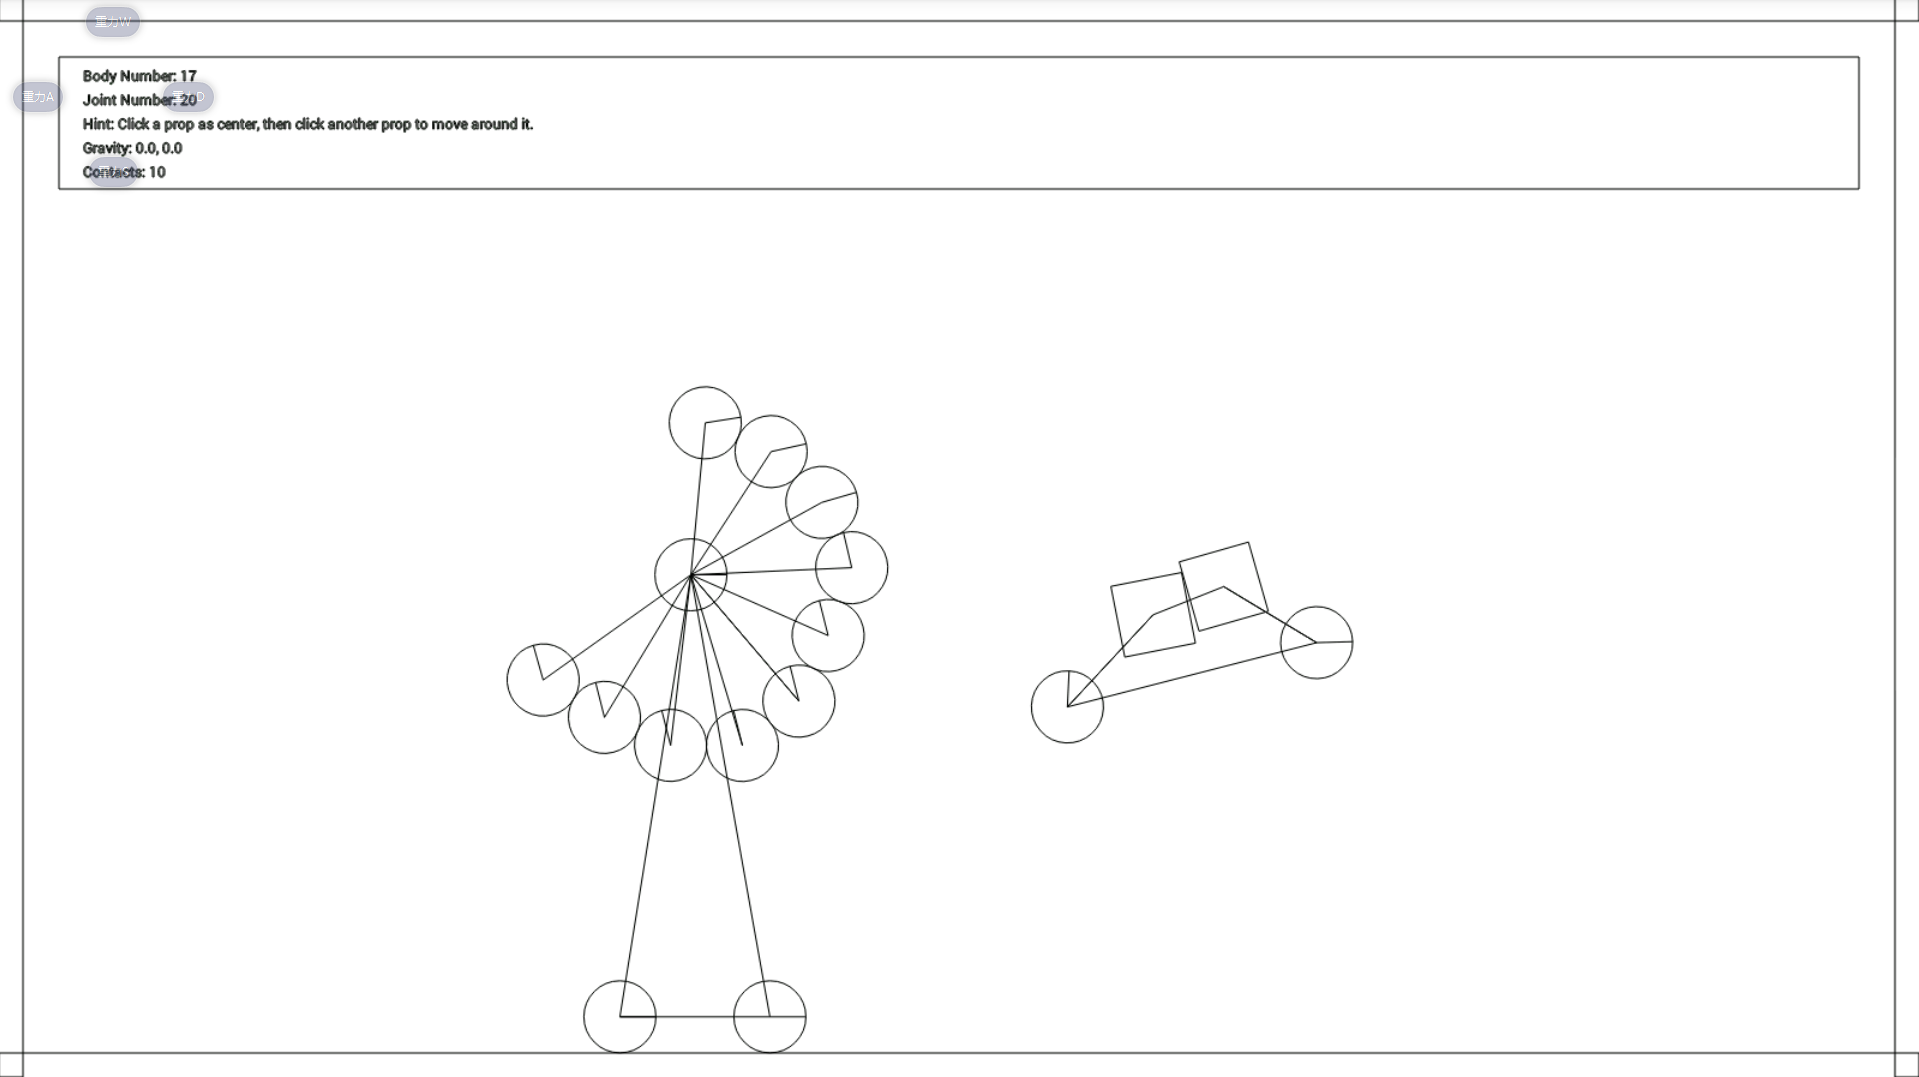 重力W
Body Number: 17
重力A
Joint Number: 20
重力D
Hint: Click a prop as center, then click another prop to move around it.
Gravity: 0.0, 0.0
Contacts: 10